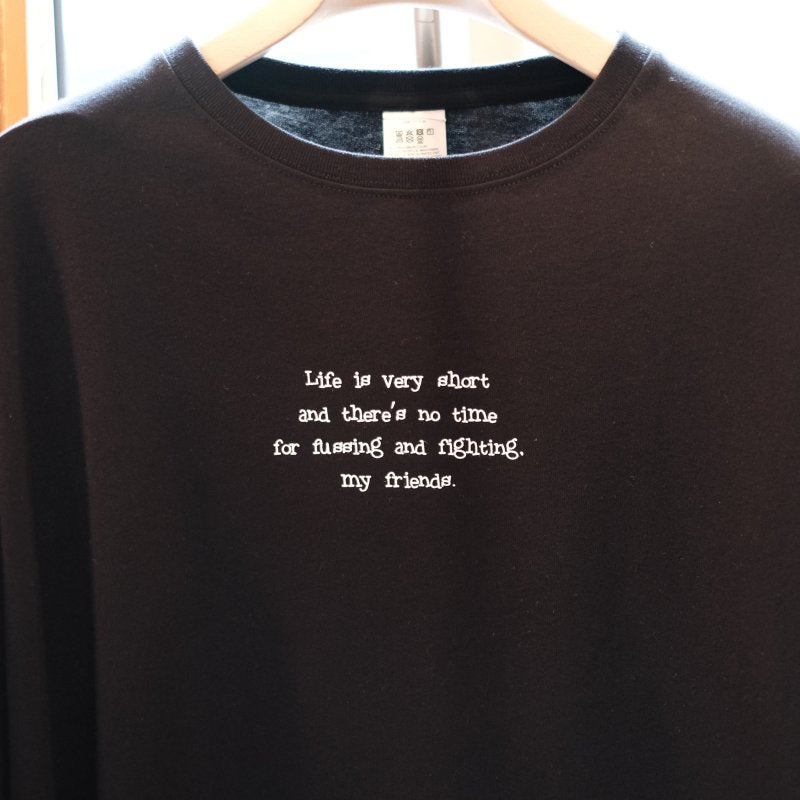 Life is very short
and there's no time
for fussing and fighting,
my friends.